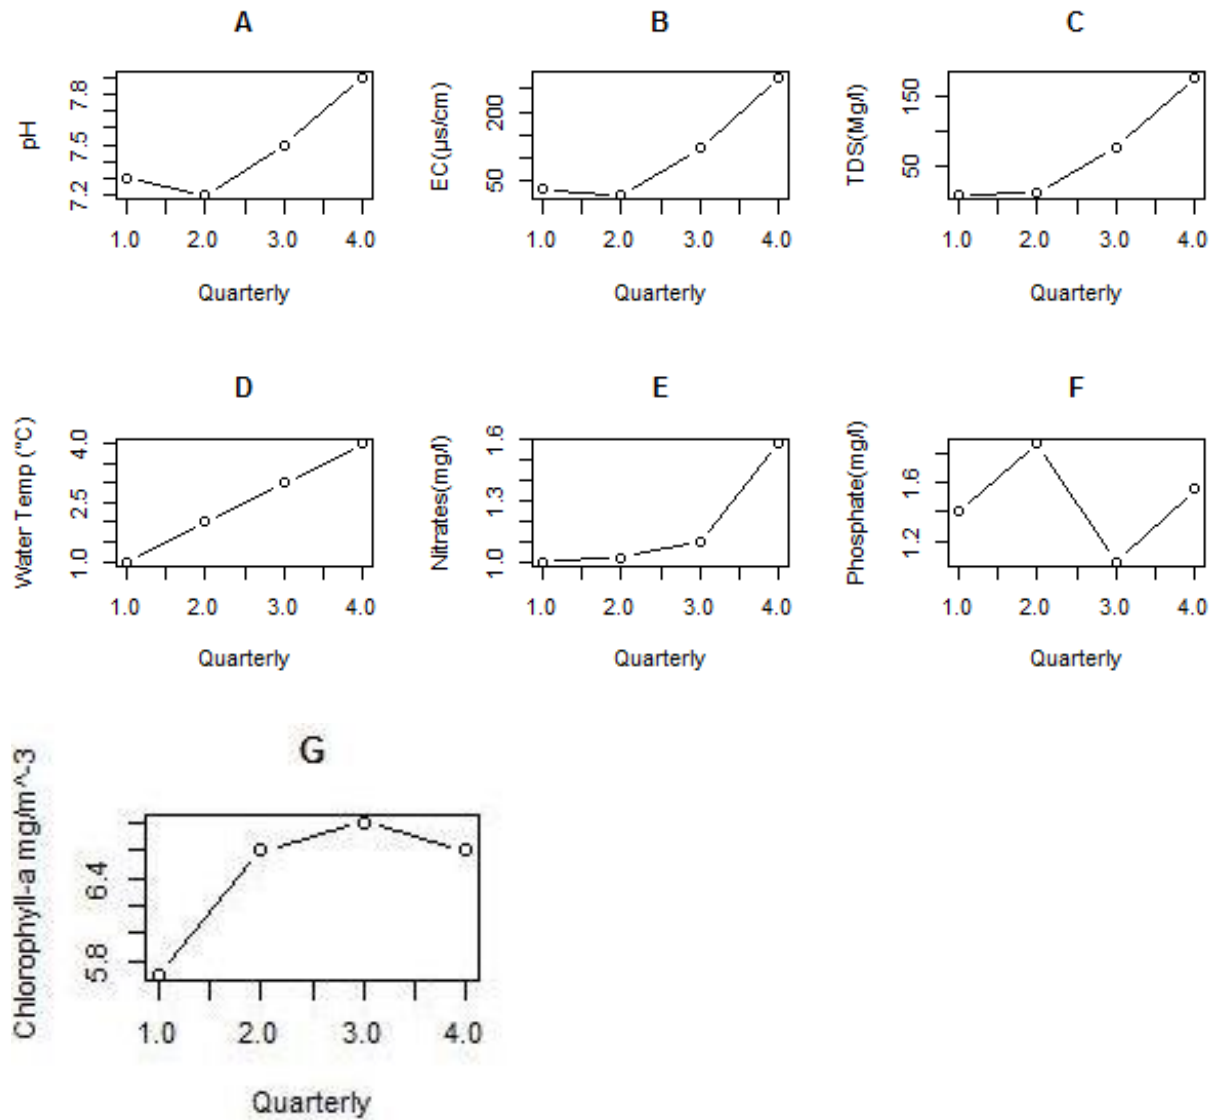 A
B
C
pH
7.2 7.5 7.8
1.0 2.0 3.0 4.0
Quarterly
EC(µs/cm)
50 200
1.0 2.0 3.0 4.0
Quarterly
TDS(Mg/l)
50 150
1.0 2.0 3.0 4.0
Quarterly
D
E
F
Water Temp (°C)
1.0 2.5 4.0
1.0 2.0 3.0 4.0
Quarterly
Nitrates(mg/l)
1.0 1.3 1.6
1.0 2.0 3.0 4.0
Quarterly
Phosphate(mg/l)
1.2 1.6
1.0 2.0 3.0 4.0
Quarterly
G
Chlorophyll-a mg/m^-3
5.8 6.4
1.0 2.0 3.0 4.0
Quarterly